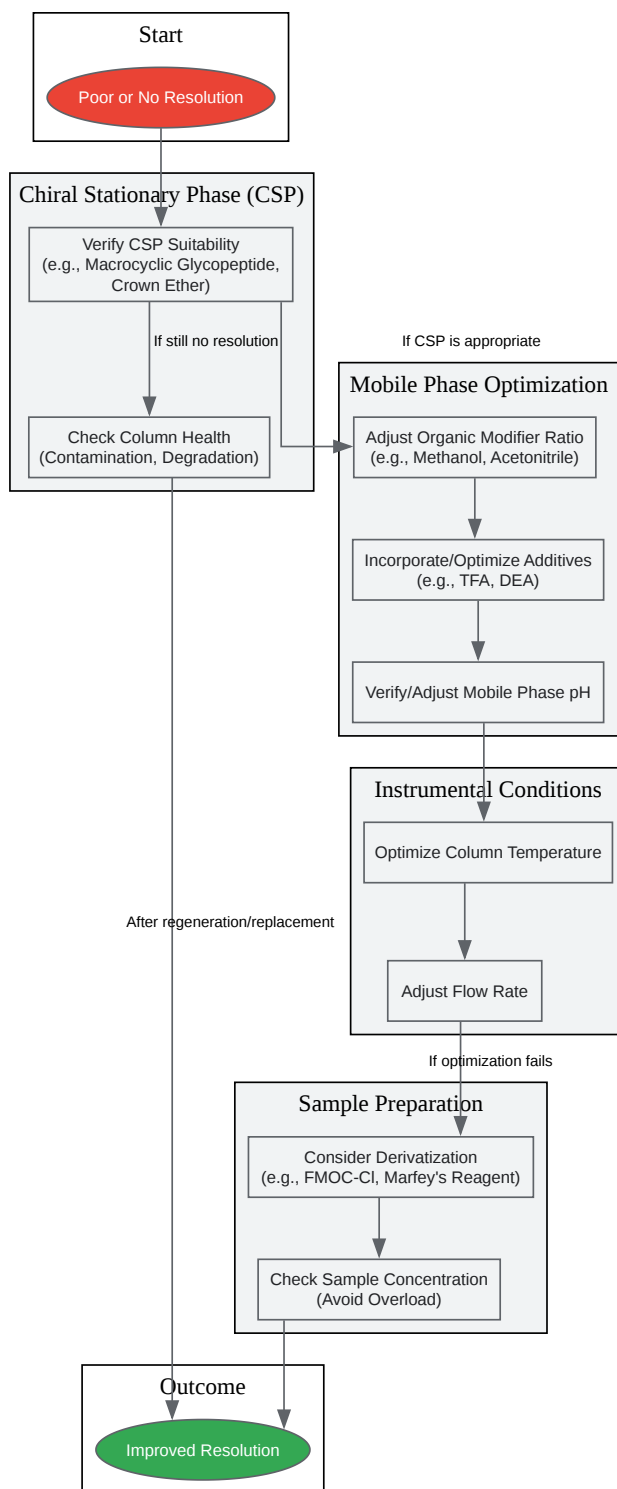 Start
Poor or No Resolution
Chiral Stationary Phase (CSP)
Verify CSP Suitability
(e.g., Macrocyclic Glycopeptide,
Crown Ether)
If still no resolution
If CSP is appropriate
Check Column Health
(Contamination, Degradation)
Mobile Phase Optimization
Adjust Organic Modifier Ratio
(e.g., Methanol, Acetonitrile)
Incorporate/Optimize Additives
(e.g., TFA, DEA)
Verify/Adjust Mobile Phase pH
Instrumental Conditions
Optimize Column Temperature
After regeneration/replacement
Adjust Flow Rate
If optimization fails
Sample Preparation
Consider Derivatization
(e.g., FMOC-Cl, Marfey's Reagent)
Check Sample Concentration
(Avoid Overload)
Outcome
Improved Resolution